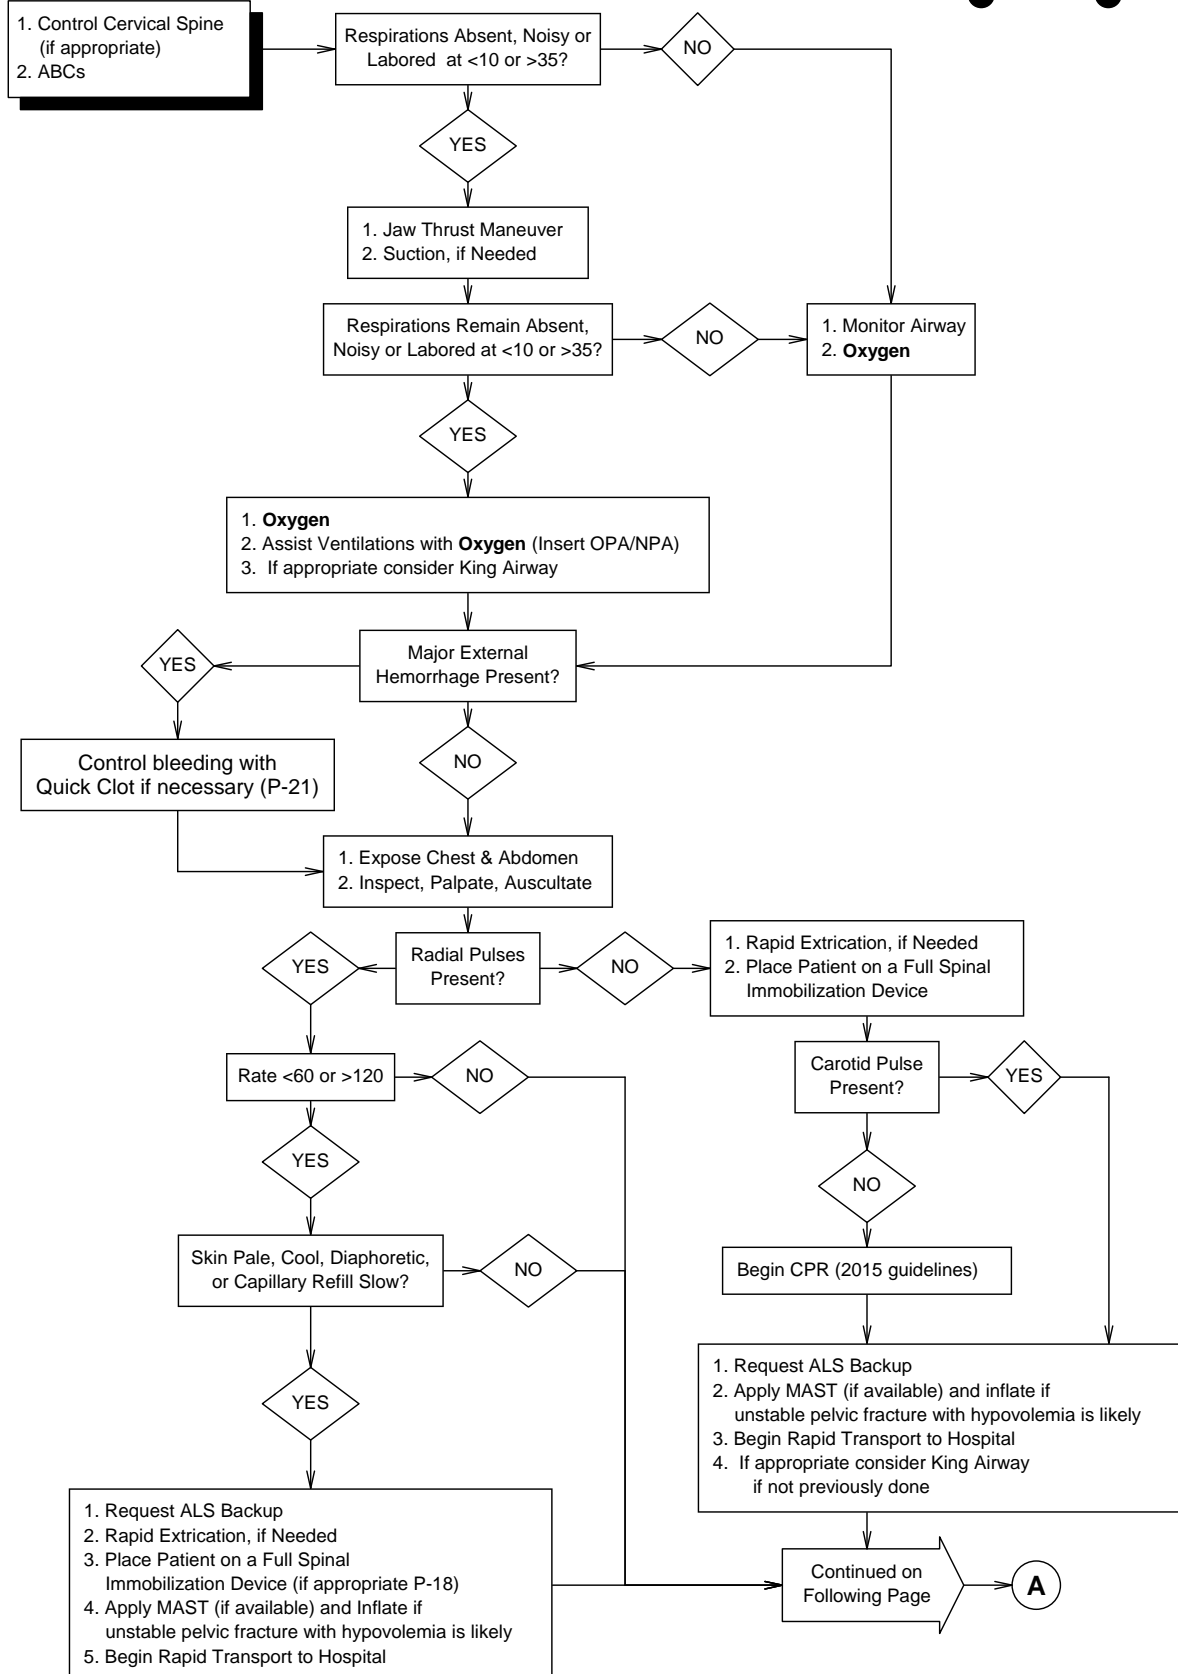 1. Control Cervical Spine
(if appropriate)
2. ABCs
Respirations Absent, Noisy or
Labored at <10 or >35?
NO
YES
1. Jaw Thrust Maneuver
2. Suction, if Needed
Respirations Remain Absent,
Noisy or Labored at <10 or >35?
NO
1. Monitor Airway
2. Oxygen
YES
1. Oxygen
2. Assist Ventilations with Oxygen (Insert OPA/NPA)
3. If appropriate consider King Airway
Major External
Hemorrhage Present?
YES
Control bleeding with
Quick Clot if necessary (P-21)
NO
1. Expose Chest & Abdomen
2. Inspect, Palpate, Auscultate
Radial Pulses
Present?
YES
NO
1. Rapid Extrication, if Needed
2. Place Patient on a Full Spinal
Immobilization Device
Rate <60 or >120
NO
Carotid Pulse
Present?
YES
YES
NO
Skin Pale, Cool, Diaphoretic,
or Capillary Refill Slow?
NO
Begin CPR (2015 guidelines)
YES
1. Request ALS Backup
2. Apply MAST (if available) and inflate if
unstable pelvic fracture with hypovolemia is likely
3. Begin Rapid Transport to Hospital
4. If appropriate consider King Airway
if not previously done
1. Request ALS Backup
2. Rapid Extrication, if Needed
3. Place Patient on a Full Spinal
Immobilization Device (if appropriate P-18)
4. Apply MAST (if available) and Inflate if
unstable pelvic fracture with hypovolemia is likely
5. Begin Rapid Transport to Hospital
Continued on
Following Page
A